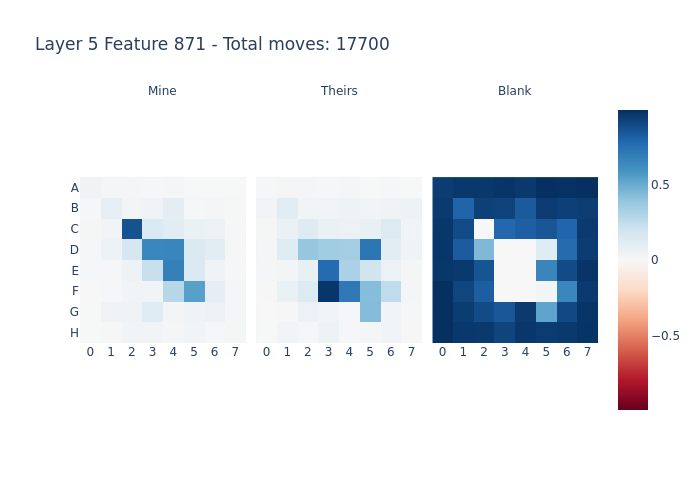 Layer 5 Feature 871 - Total moves: 17700
Mine Theirs Blank
A
B
C
D
E
F
G
H
0 1 2 3 4 5 6 7 0 1 2 3 4 5 6 7 0 1 2 3 4 5 6 7
0.5
0
−0.5